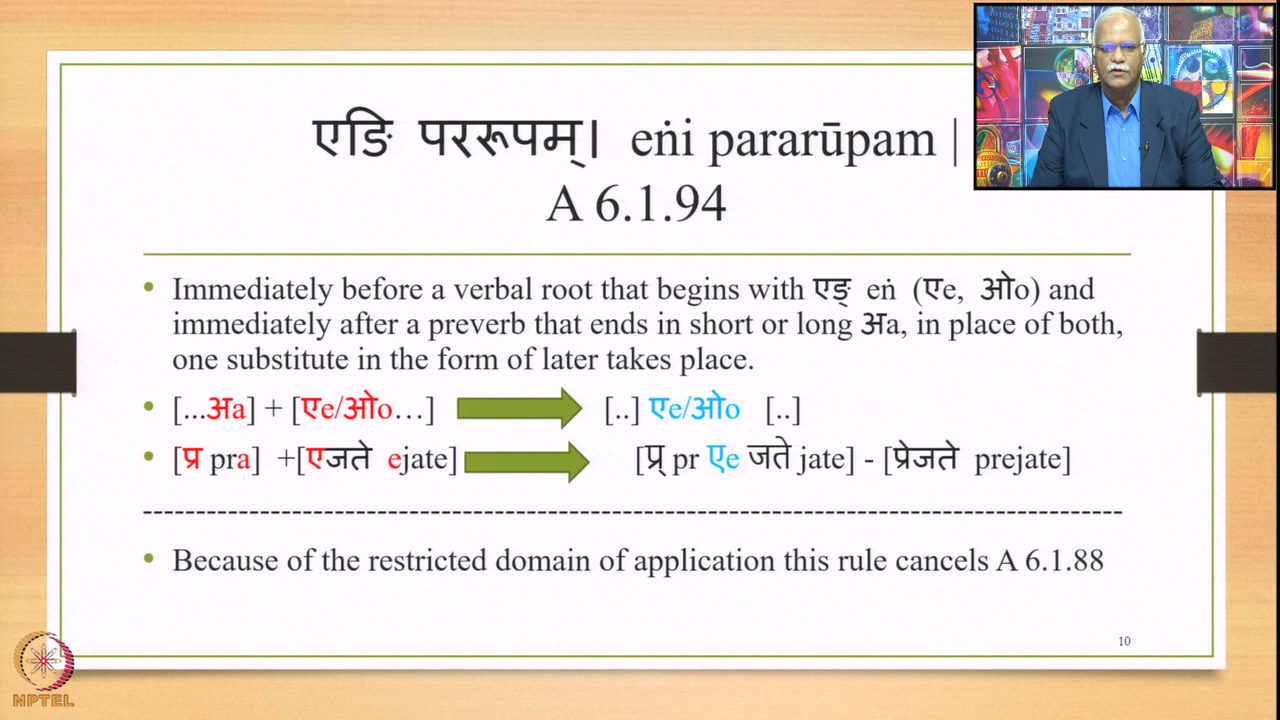 एङि पररूपम्। eṅi pararūpam |
A 6.1.94
• Immediately before a verbal root that begins with एङ् eṅ (एe, ओo) and
immediately after a preverb that ends in short or long अa, in place of both,
one substitute in the form of later takes place.
• [...अa] + [एe/ओo…] [..] एe/ओo [..]
• [प्र pra] +[एजते ejate] [प्र् pr एe जते jate] - [प्रेजते prejate]
--------------------------------------------------------------------------------
• Because of the restricted domain of application this rule cancels A 6.1.88
10
NPTEL